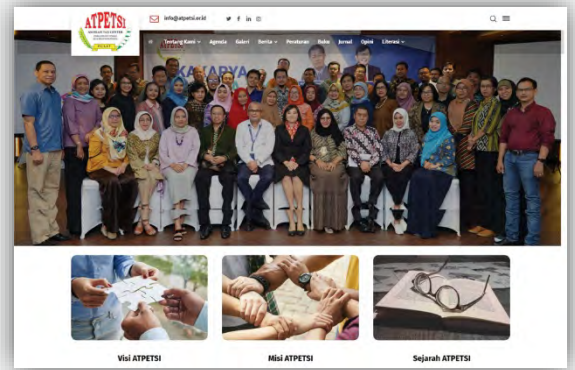 ATPETSI
info@atpetsi.or.id
Tentang Kami Agenda Galeri Berita Peraturan Buku Jurnal Opini Literasi
Visi ATPETSI
Misi ATPETSI
Sejarah ATPETSI